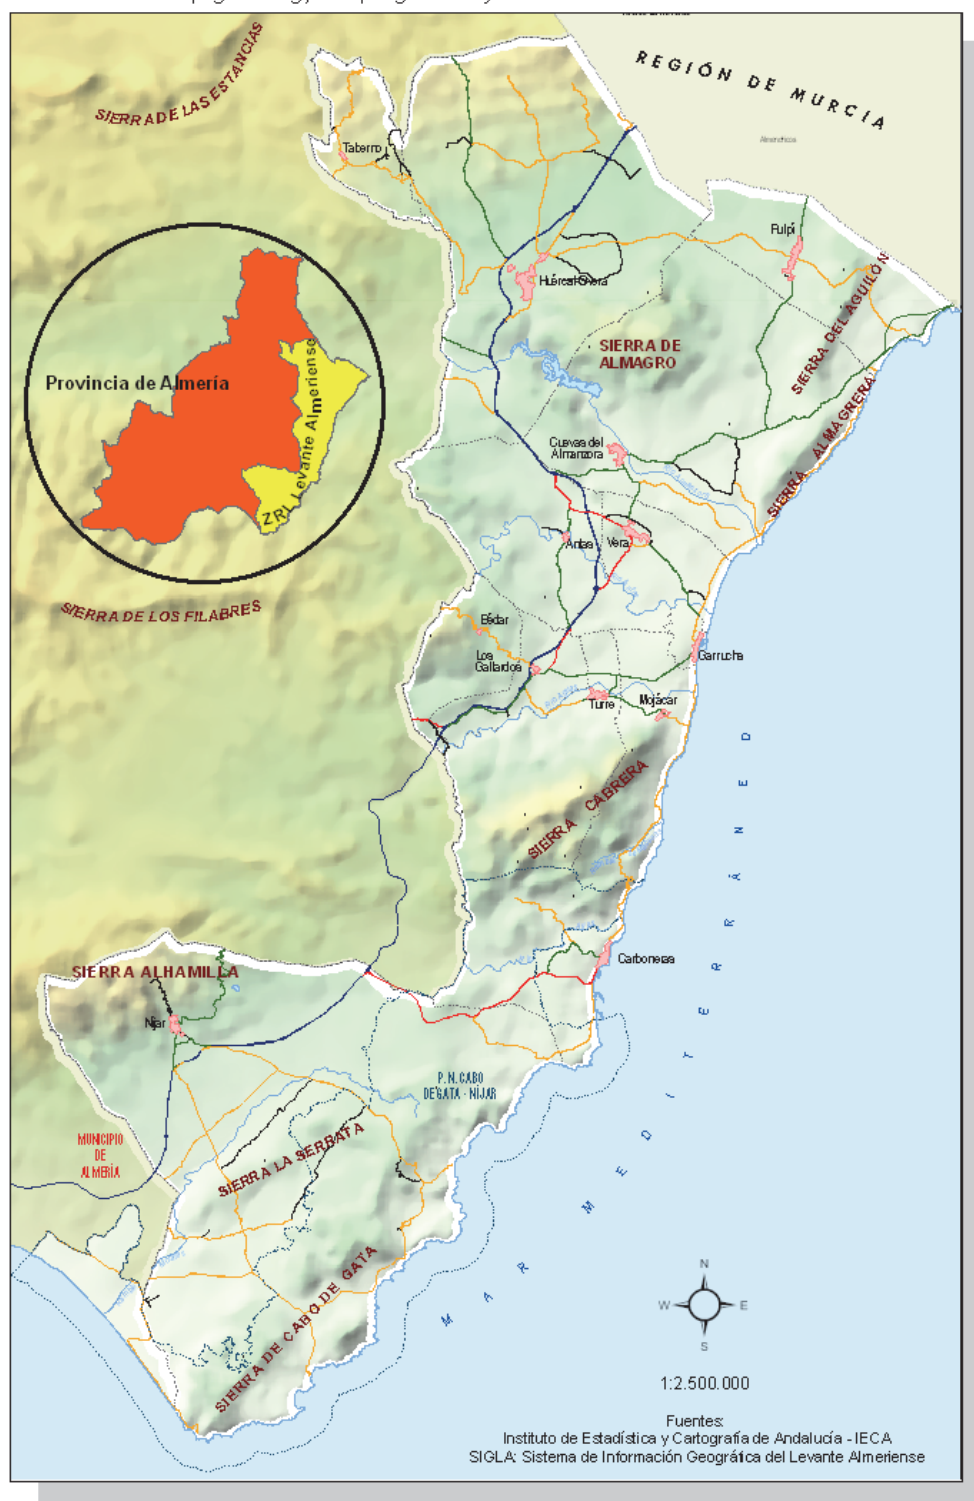 REGIÓN DE MURCIA
SIERRA DE LAS ESTANCIAS
Taberno
Pulpí
Huércal-Overa
SIERRA DEL AGUILÓN
SIERRA DE
ALMAGRO
Provincia de Almería
ZRL Levante Almeriense
SIERRA ALMAGRERA
Cuevas del
Almanzora
Antas
Vera
SIERRA DE LOS FILABRES
Bédar
Los
Gallardos
Garrucha
Turre
Mojácar
SIERRA CABRERA
Carboneras
SIERRA ALHAMILLA
Níjar
P.N. CABO
DE GATA - NÍJAR
MUNICIPIO
DE
ALMERÍA
SIERRA LA SERRATA
SIERRA DE CABO DE GATA
MAR MEDITERRÁNEO
N
W
E
S
1:2.500.000
Fuentes:
Instituto de Estadística y Cartografía de Andalucía - IECA
SIGLA: Sistema de Información Geográfica del Levante Almeriense